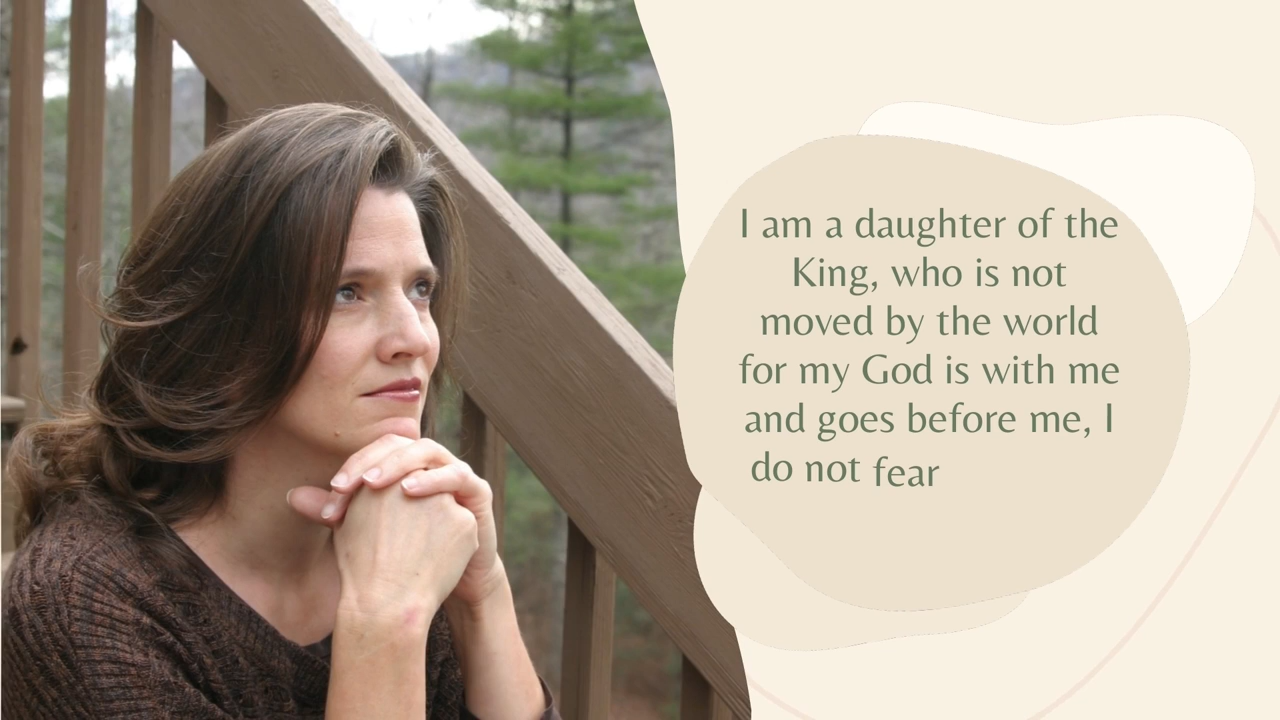 I am a daughter of the
King, who is not
moved by the world
for my God is with me
and goes before me, I
do not fear